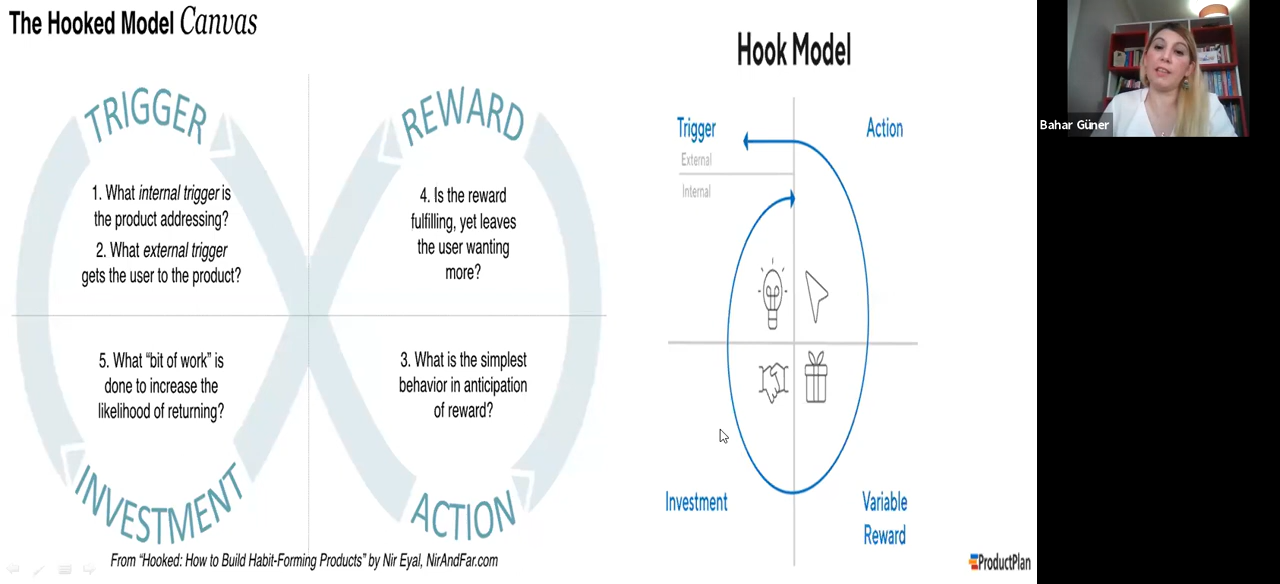 The Hooked Model Canvas
TRIGGER
1. What internal trigger is
the product addressing?
2. What external trigger
gets the user to the product?
REWARD
4. Is the reward
fulfilling, yet leaves
the user wanting
more?
5. What “bit of work” is
done to increase the
likelihood of returning?
INVESTMENT
3. What is the simplest
behavior in anticipation
of reward?
ACTION
From “Hooked: How to Build Habit-Forming Products” by Nir Eyal, NirAndFar.com
Hook Model
Trigger
External
Internal
Action
Investment
Variable
Reward
ProductPlan
Bahar Güner